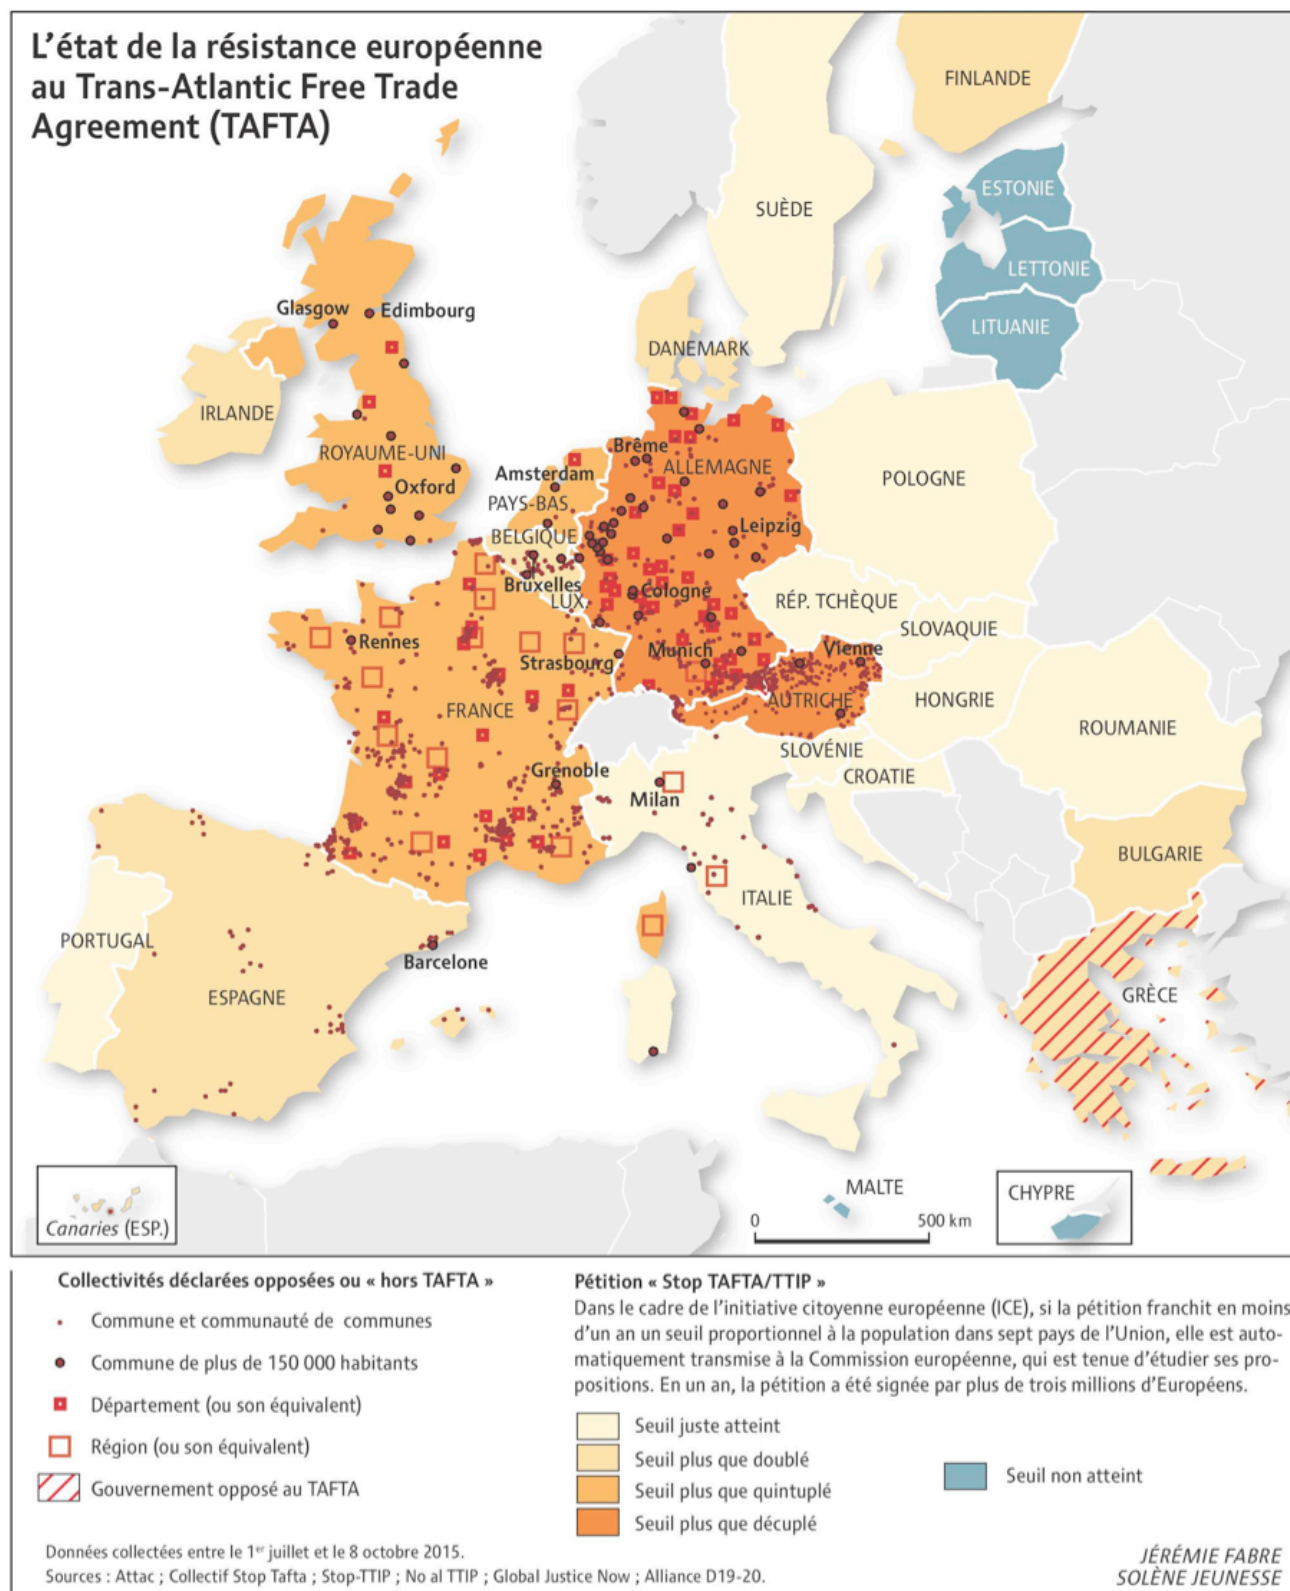 L’état de la résistance européenne
au Trans-Atlantic Free Trade
Agreement (TAFTA)
FINLANDE
ESTONIE
SUÈDE
LETTONIE
Glasgow
Edimbourg
LITUANIE
DANEMARK
IRLANDE
ROYAUME-UNI
Brême
ALLEMAGNE
Amsterdam
POLOGNE
Oxford
PAYS-BAS
Leipzig
BELGIQUE
Bruxelles
Cologne
LUX.
RÉP. TCHÈQUE
SLOVAQUIE
Rennes
Strasbourg
Munich
Vienne
AUTRICHE
HONGRIE
FRANCE
ROUMANIE
SLOVÉNIE
Grenoble
CROATIE
Milan
BULGARIE
ITALIE
PORTUGAL
Barcelone
ESPAGNE
GRÈCE
MALTE
CHYPRE
0
500 km
Canaries (ESP.)
Collectivités déclarées opposées ou « hors TAFTA »
Commune et communauté de communes
Commune de plus de 150 000 habitants
Département (ou son équivalent)
Région (ou son équivalent)
Gouvernement opposé au TAFTA
Pétition « Stop TAFTA/TTIP »
Dans le cadre de l’initiative citoyenne européenne (ICE), si la pétition franchit en moins
d’un an un seuil proportionnel à la population dans sept pays de l’Union, elle est auto-
matiquement transmise à la Commission européenne, qui est tenue d’étudier ses pro-
positions. En un an, la pétition a été signée par plus de trois millions d’Européens.
Seuil juste atteint
Seuil plus que doublé
Seuil plus que quintuplé
Seuil plus que décuplé
Seuil non atteint
Données collectées entre le 1er juillet et le 8 octobre 2015.
Sources : Attac ; Collectif Stop Tafta ; Stop-TTIP ; No al TTIP ; Global Justice Now ; Alliance D19-20.
JÉRÉMIE FABRE
SOLÈNE JEUNESSE